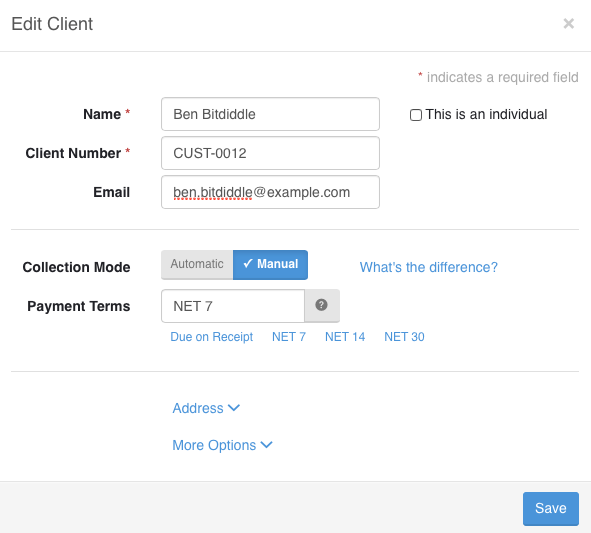 Edit Client ×
* indicates a required field
Name * Ben Bitdiddle This is an individual
Client Number * CUST-0012
Email ben.bitdiddle@example.com
Collection Mode Automatic ✓ Manual What's the difference?
Payment Terms NET 7 ?
Due on Receipt NET 7 NET 14 NET 30
Address
More Options
Save